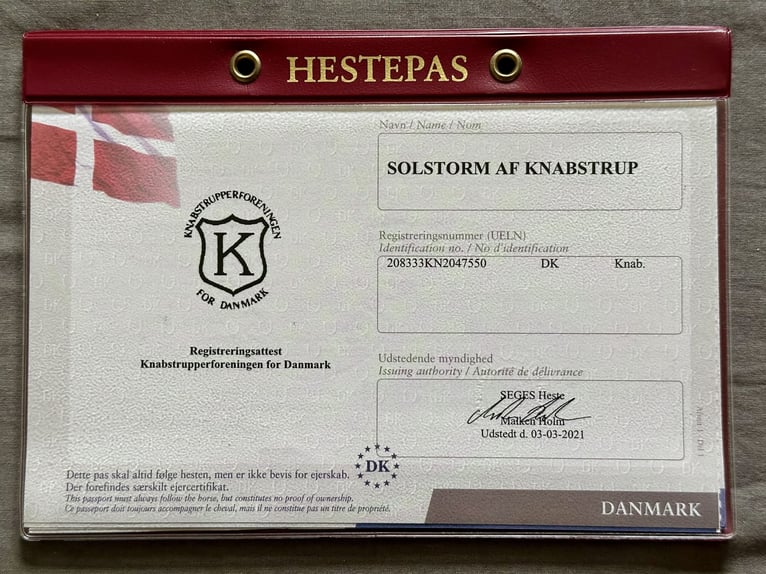 HESTEPAS
KNABSTRUPPERFORENINGEN
K
FOR DANMARK
Registreringsattest
Knabstrupperforeningen for Danmark
Navn / Name / Nom
SOLSTORM AF KNABSTRUP
Registreringsnummer (UELN)
Identification no. / No d'identification
208333KN2047550 DK Knab.
Udstedende myndighed
Issuing authority / Autorité de délivrance
SEGES Heste
Maiken Holm
Udstedt d. 03-03-2021
Dette pas skal altid følge hesten, men er ikke bevis for ejerskab.
Der forefindes særskilt ejercertifikat.
This passport must always follow the horse, but constitutes no proof of ownership.
Ce passeport doit toujours accompagner le cheval, mais il ne constitue pas un titre de propriété.
DK
DANMARK